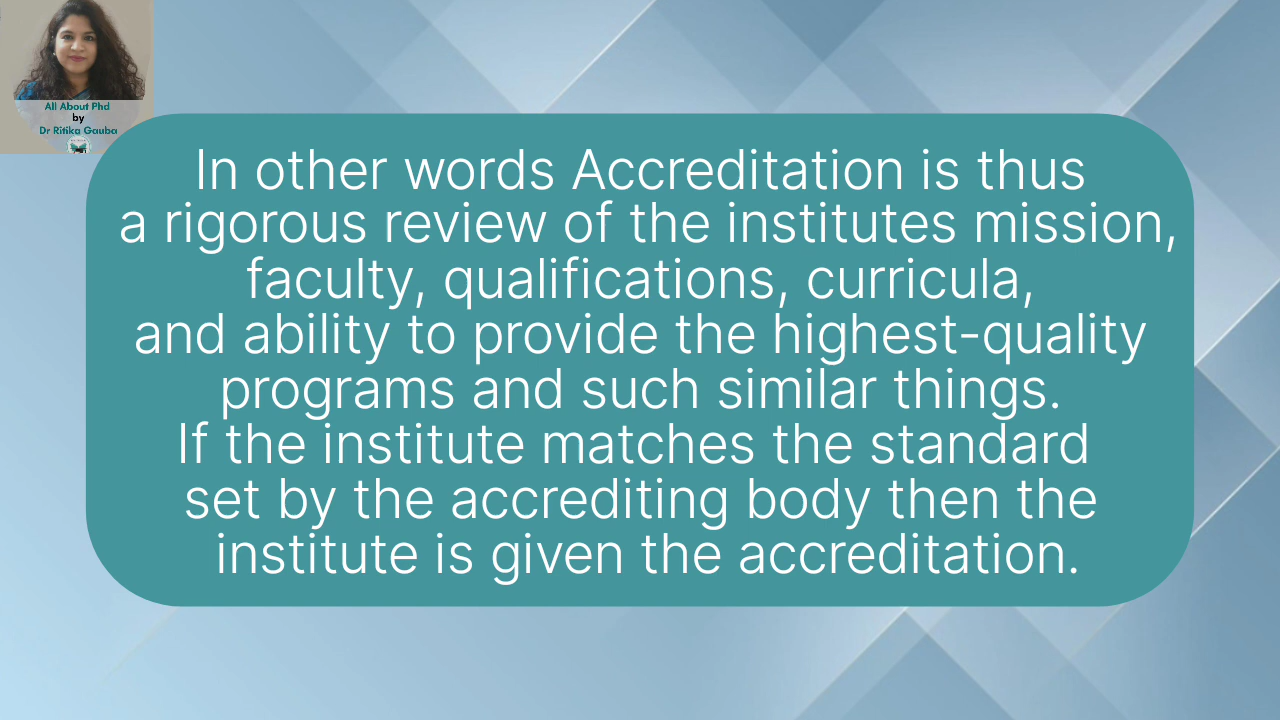 All About Phd
by
Dr Ritika Gauba
In other words Accreditation is thus
a rigorous review of the institutes mission,
faculty, qualifications, curricula,
and ability to provide the highest-quality
programs and such similar things.
If the institute matches the standard
set by the accrediting body then the
institute is given the accreditation.